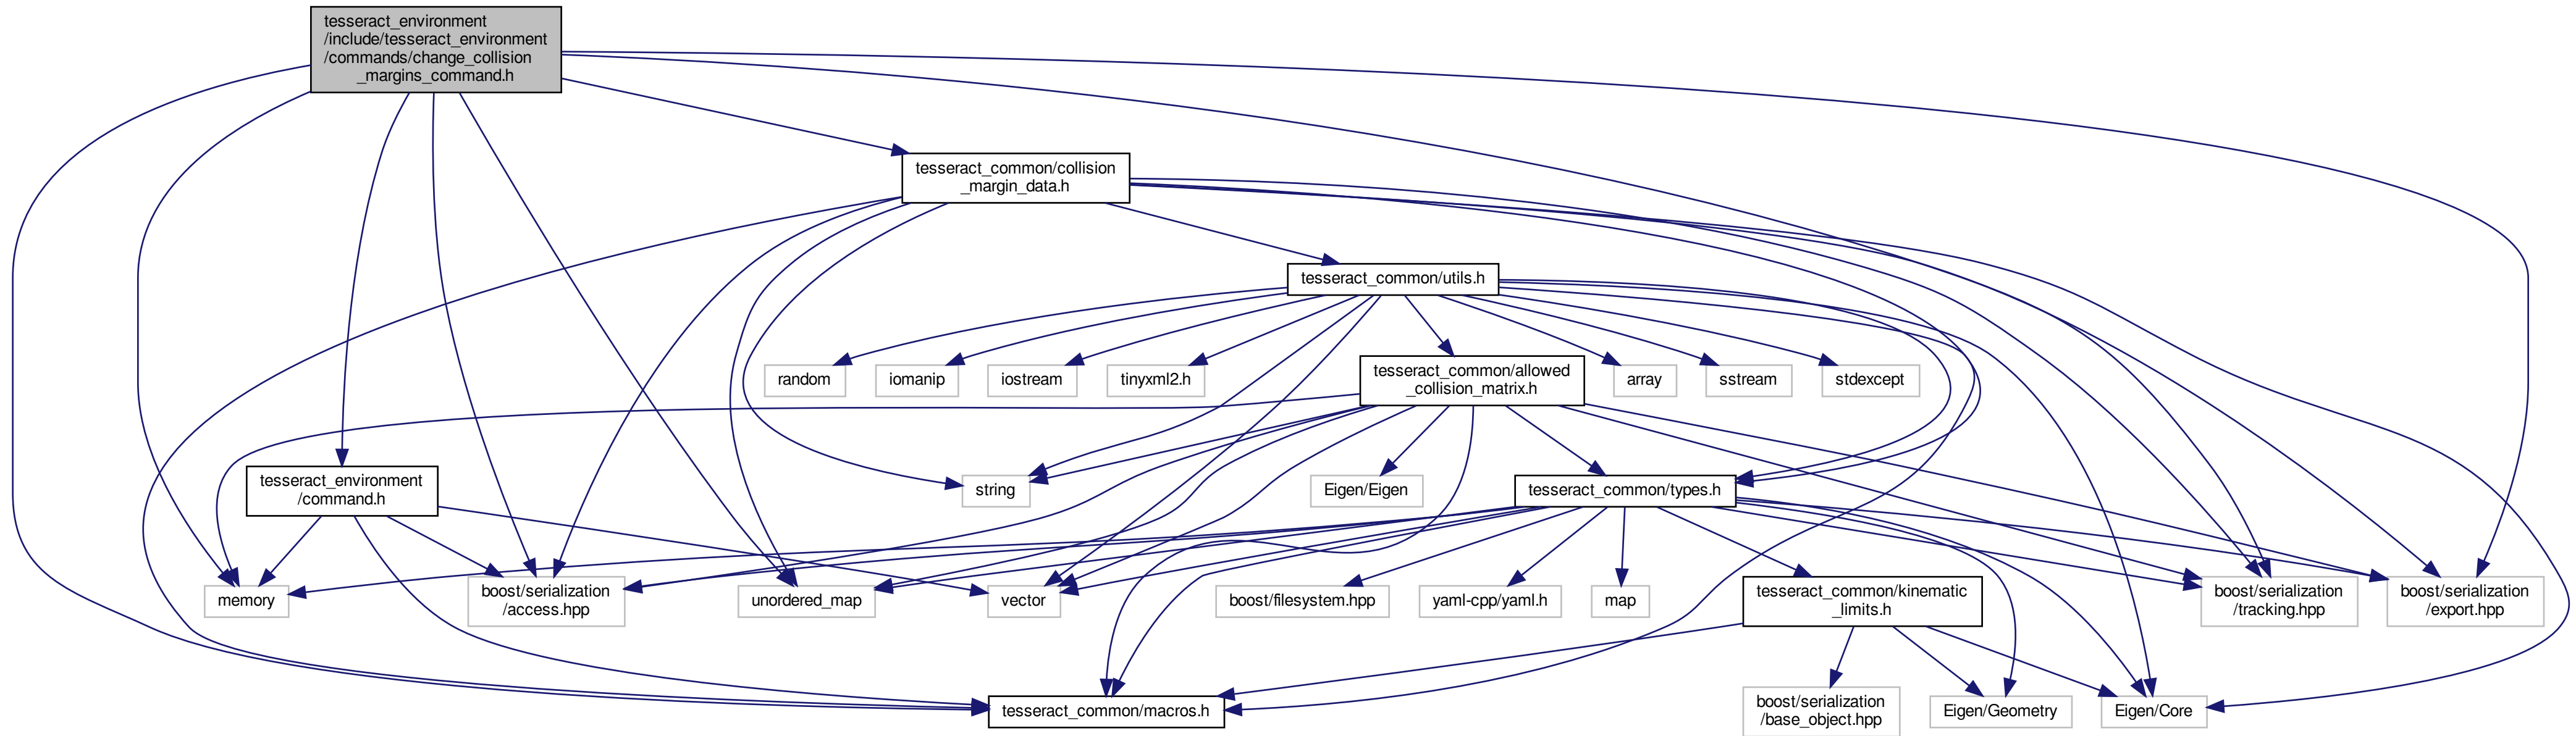 tesseract_environment
/include/tesseract_environment
/commands/change_collision
_margins_command.h
tesseract_common/collision
_margin_data.h
tesseract_common/utils.h
random
iomanip
iostream
tinyxml2.h
tesseract_common/allowed
_collision_matrix.h
array
sstream
stdexcept
tesseract_environment
/command.h
string
Eigen/Eigen
tesseract_common/types.h
memory
boost/serialization
/access.hpp
unordered_map
vector
boost/filesystem.hpp
yaml-cpp/yaml.h
map
tesseract_common/kinematic
_limits.h
boost/serialization
/tracking.hpp
boost/serialization
/export.hpp
tesseract_common/macros.h
boost/serialization
/base_object.hpp
Eigen/Geometry
Eigen/Core